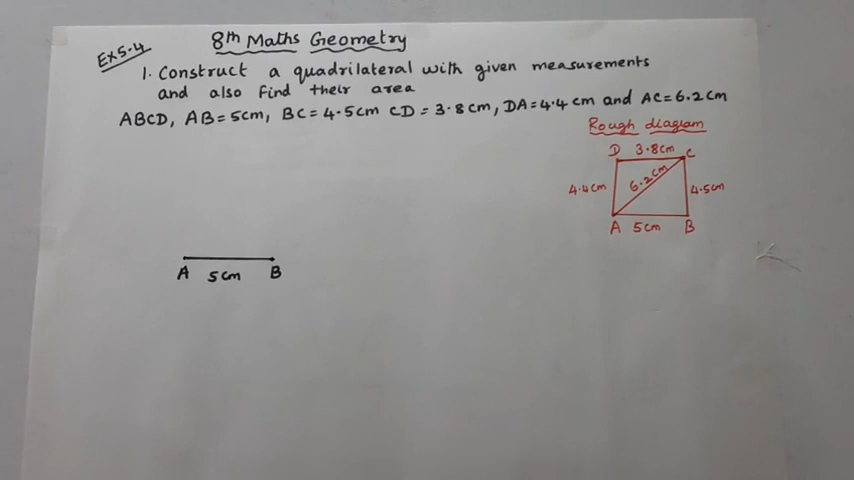 Ex 5.4
8th Maths Geometry
1. Construct a quadrilateral with given measurements
and also find their area
ABCD, AB = 5cm, BC = 4.5cm CD = 3.8cm, DA = 4.4cm and AC = 6.2cm
Rough diagram
D 3.8cm C
4.4cm 6.2cm 4.5cm
A 5cm B
A 5cm B